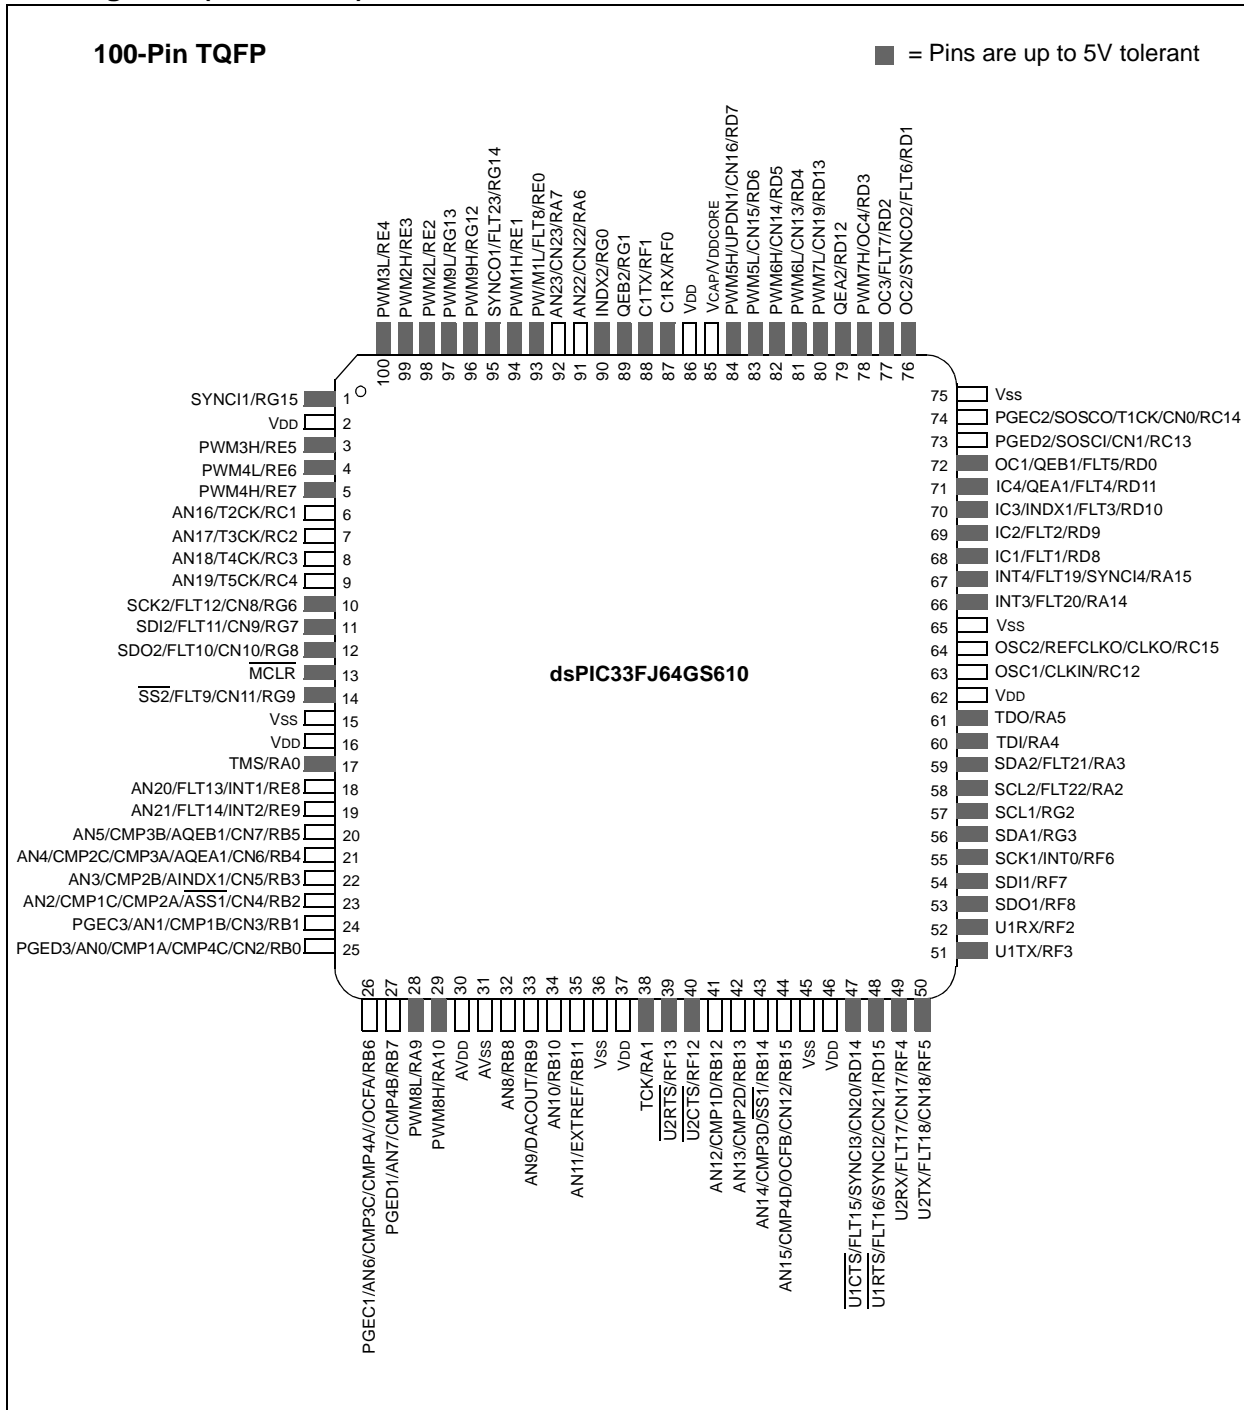 100-Pin TQFP
= Pins are up to 5V tolerant
PWM3L/RE4
PWM2H/RE3
PWM2L/RE2
PWM9L/RG13
PWM9H/RG12
SYNCO1/FLT23/RG14
PWM1H/RE1
PW/M1L/FLT8/RE0
AN23/CN23/RA7
AN22/CN22/RA6
INDX2/RG0
QEB2/RG1
C1TX/RF1
C1RX/RF0
VDD
VCAP/VDDCORE
PWM5H/UPDN1/CN16/RD7
PWM5L/CN15/RD6
PWM6H/CN14/RD5
PWM6L/CN13/RD4
PWM7L/CN19/RD13
QEA2/RD12
PWM7H/OC4/RD3
OC3/FLT7/RD2
OC2/SYNCO2/FLT6/RD1
100
99
98
97
96
95
94
93
92
91
90
89
88
87
86
85
84
83
82
81
80
79
78
77
76
SYNCI1/RG15 1
VDD 2
PWM3H/RE5 3
PWM4L/RE6 4
PWM4H/RE7 5
AN16/T2CK/RC1 6
AN17/T3CK/RC2 7
AN18/T4CK/RC3 8
AN19/T5CK/RC4 9
SCK2/FLT12/CN8/RG6 10
SDI2/FLT11/CN9/RG7 11
SDO2/FLT10/CN10/RG8 12
MCLR 13
SS2/FLT9/CN11/RG9 14
VSS 15
VDD 16
TMS/RA0 17
AN20/FLT13/INT1/RE8 18
AN21/FLT14/INT2/RE9 19
AN5/CMP3B/AQEB1/CN7/RB5 20
AN4/CMP2C/CMP3A/AQEA1/CN6/RB4 21
AN3/CMP2B/AINDX1/CN5/RB3 22
AN2/CMP1C/CMP2A/ASS1/CN4/RB2 23
PGEC3/AN1/CMP1B/CN3/RB1 24
PGED3/AN0/CMP1A/CMP4C/CN2/RB0 25
dsPIC33FJ64GS610
75 VSS
74 PGEC2/SOSCO/T1CK/CN0/RC14
73 PGED2/SOSCI/CN1/RC13
72 OC1/QEB1/FLT5/RD0
71 IC4/QEA1/FLT4/RD11
70 IC3/INDX1/FLT3/RD10
69 IC2/FLT2/RD9
68 IC1/FLT1/RD8
67 INT4/FLT19/SYNCI4/RA15
66 INT3/FLT20/RA14
65 VSS
64 OSC2/REFCLKO/CLKO/RC15
63 OSC1/CLKIN/RC12
62 VDD
61 TDO/RA5
60 TDI/RA4
59 SDA2/FLT21/RA3
58 SCL2/FLT22/RA2
57 SCL1/RG2
56 SDA1/RG3
55 SCK1/INT0/RF6
54 SDI1/RF7
53 SDO1/RF8
52 U1RX/RF2
51 U1TX/RF3
26
27
28
29
30
31
32
33
34
35
36
37
38
39
40
41
42
43
44
45
46
47
48
49
50
PGEC1/AN6/CMP3C/CMP4A//OCFA/RB6
PGED1/AN7/CMP4B/RB7
PWM8L/RA9
PWM8H/RA10
AVDD
AVSS
AN8/RB8
AN9/DACOUT/RB9
AN10/RB10
AN11/EXTREF/RB11
VSS
VDD
TCK/RA1
U2RTS/RF13
U2CTS/RF12
AN12/CMP1D/RB12
AN13/CMP2D/RB13
AN14/CMP3D/SS1/RB14
AN15/CMP4D/OCFB/CN12/RB15
VSS
VDD
U1CTS/FLT15/SYNCI3/CN20/RD14
U1RTS/FLT16/SYNCI2/CN21/RD15
U2RX/FLT17/CN17/RF4
U2TX/FLT18/CN18/RF5